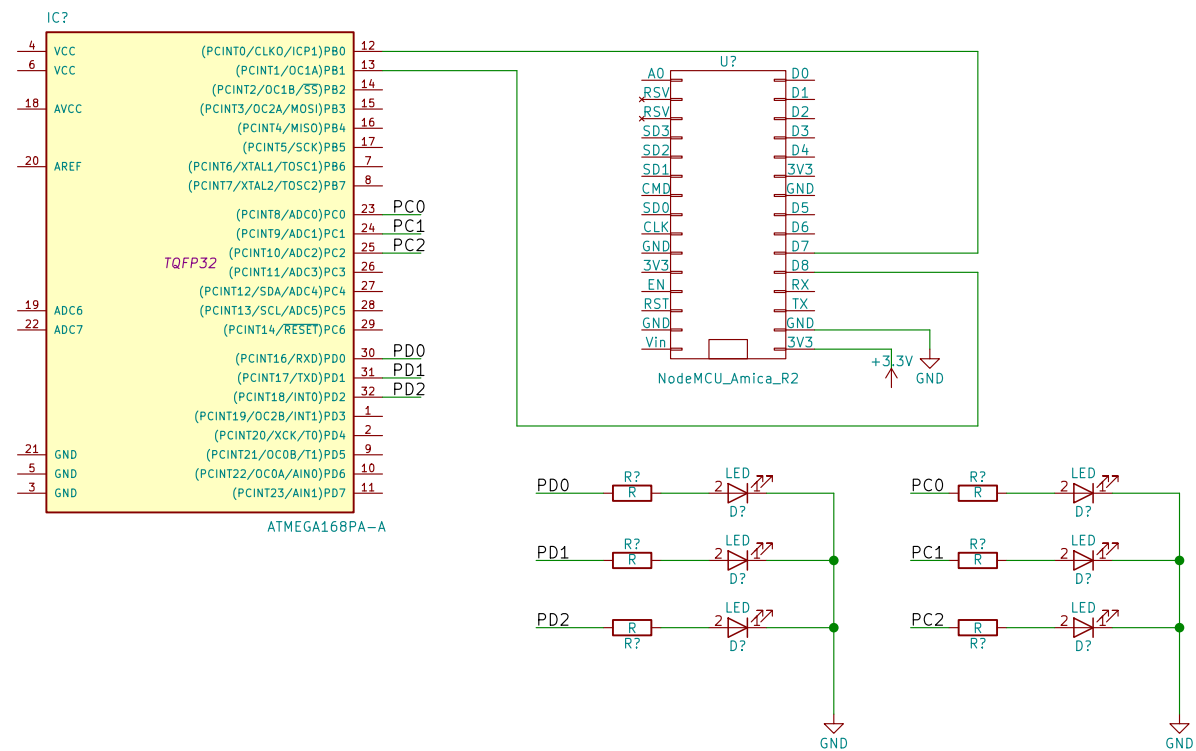 IC?
4 VCC (PCINT0/CLKO/ICP1)PB0 12
6 VCC (PCINT1/OC1A)PB1 13
(PCINT2/OC1B/SS)PB2 14
18 AVCC (PCINT3/OC2A/MOSI)PB3 15
(PCINT4/MISO)PB4 16
(PCINT5/SCK)PB5 17
20 AREF (PCINT6/XTAL1/TOSC1)PB6 7
(PCINT7/XTAL2/TOSC2)PB7 8
(PCINT8/ADC0)PC0 23 PC0
(PCINT9/ADC1)PC1 24 PC1
(PCINT10/ADC2)PC2 25 PC2
TQFP32
(PCINT11/ADC3)PC3 26
(PCINT12/SDA/ADC4)PC4 27
19 ADC6 (PCINT13/SCL/ADC5)PC5 28
22 ADC7 (PCINT14/RESET)PC6 29
(PCINT16/RXD)PD0 30 PD0
(PCINT17/TXD)PD1 31 PD1
(PCINT18/INT0)PD2 32 PD2
(PCINT19/OC2B/INT1)PD3 1
(PCINT20/XCK/T0)PD4 2
21 GND (PCINT21/OC0B/T1)PD5 9
5 GND (PCINT22/OC0A/AIN0)PD6 10
3 GND (PCINT23/AIN1)PD7 11
ATMEGA168PA-A
U?
A0 D0
RSV D1
RSV D2
SD3 D3
SD2 D4
SD1 3V3
CMD GND
SD0 D5
CLK D6
GND D7
3V3 D8
EN RX
RST TX
GND GND
Vin 3V3
NodeMCU_Amica_R2
+3.3V
GND
PD0 R? R 2 LED 1 D?
PD1 R? R 2 LED 1 D?
PD2 R R? 2 LED 1 D?
GND
PC0 R? R 2 LED 1 D?
PC1 R? R 2 LED 1 D?
PC2 R R? 2 LED 1 D?
GND